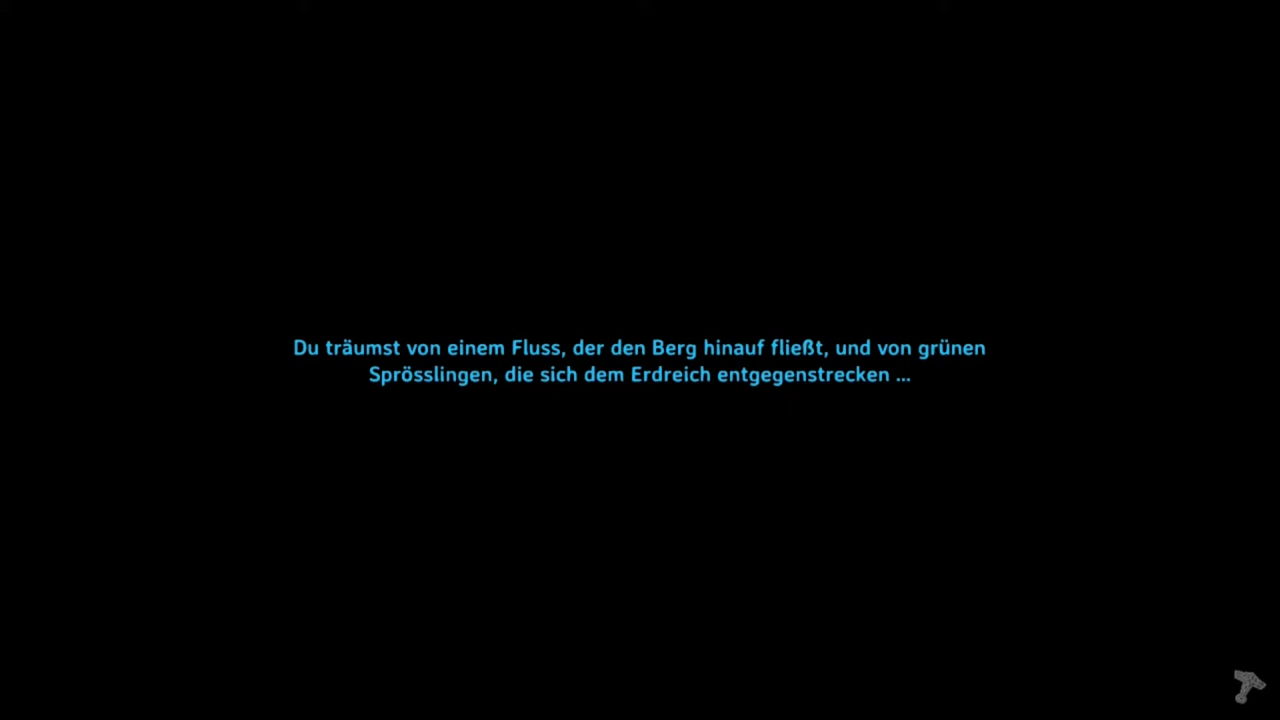 Du träumst von einem Fluss, der den Berg hinauf fließt, und von grünen
Sprösslingen, die sich dem Erdreich entgegenstrecken ...